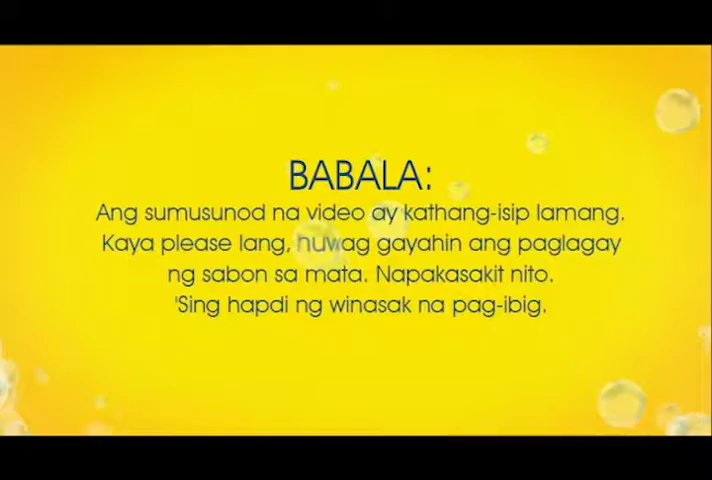 BABALA:
Ang sumusunod na video ay kathang-isip lamang.
Kaya please lang, huwag gayahin ang paglagay
ng sabon sa mata. Napakasakit nito.
'Sing hapdi ng winasak na pag-ibig.